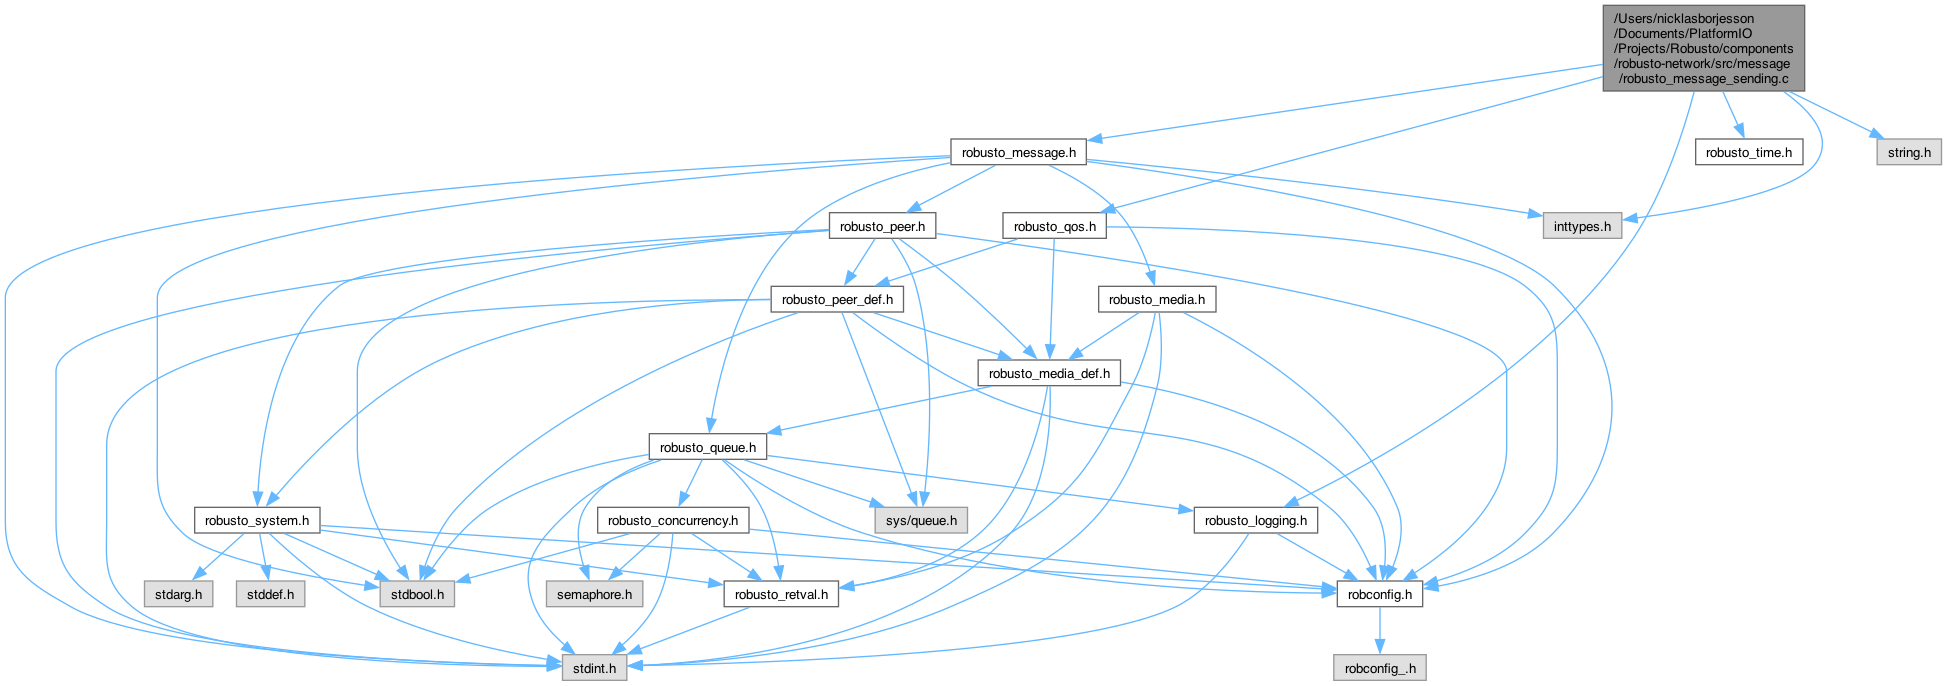 /Users/nicklasborjesson
/Documents/PlatformIO
/Projects/Robusto/components
/robusto-network/src/message
/robusto_message_sending.c
robusto_message.h
robusto_time.h
string.h
robusto_peer.h
robusto_qos.h
inttypes.h
robusto_peer_def.h
robusto_media.h
robusto_media_def.h
robusto_queue.h
robusto_system.h
robusto_concurrency.h
sys/queue.h
robusto_logging.h
stdarg.h
stddef.h
stdbool.h
semaphore.h
robusto_retval.h
robconfig.h
stdint.h
robconfig_.h